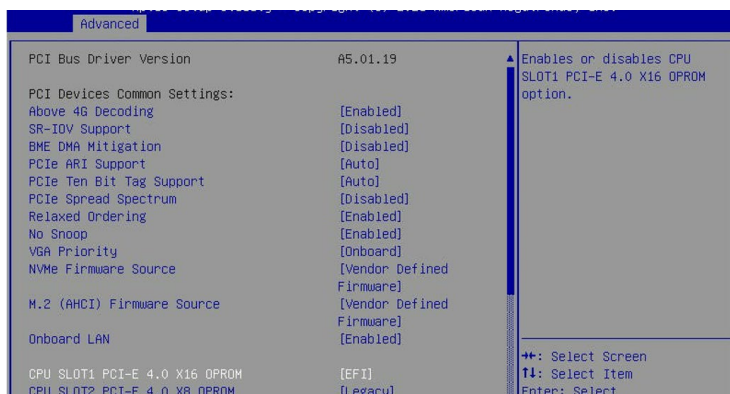 Advanced
PCI Bus Driver Version A5.01.19
PCI Devices Common Settings:
Above 4G Decoding [Enabled]
SR-IOV Support [Disabled]
BME DMA Mitigation [Disabled]
PCIe ARI Support [Auto]
PCIe Ten Bit Tag Support [Auto]
PCIe Spread Spectrum [Disabled]
Relaxed Ordering [Enabled]
No Snoop [Enabled]
VGA Priority [Onboard]
NVMe Firmware Source [Vendor Defined
Firmware]
M.2 (AHCI) Firmware Source [Vendor Defined
Firmware]
Onboard LAN [Enabled]
CPU SLOT1 PCI-E 4.0 X16 OPROM [EFI]
CPU SLOT2 PCI-E 4.0 X8 OPROM [Legacy]
Enables or disables CPU
SLOT1 PCI-E 4.0 X16 OPROM
option.
→←: Select Screen
↑↓: Select Item
Enter: Select